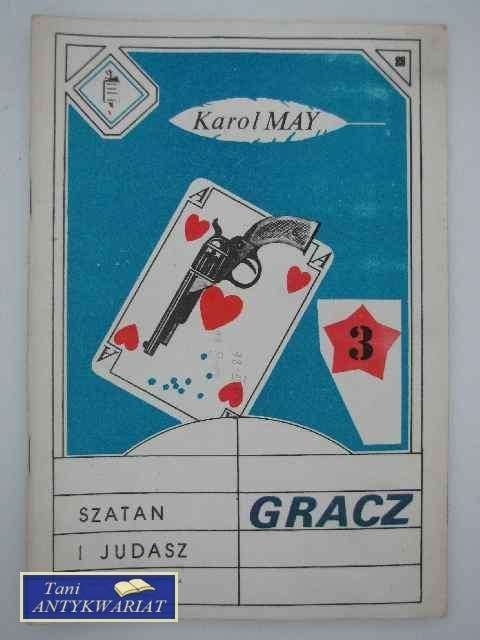 Karol MAY
A
A
A
3
SZATAN
GRACZ
I JUDASZ
Tani
ANTYKWARIAT